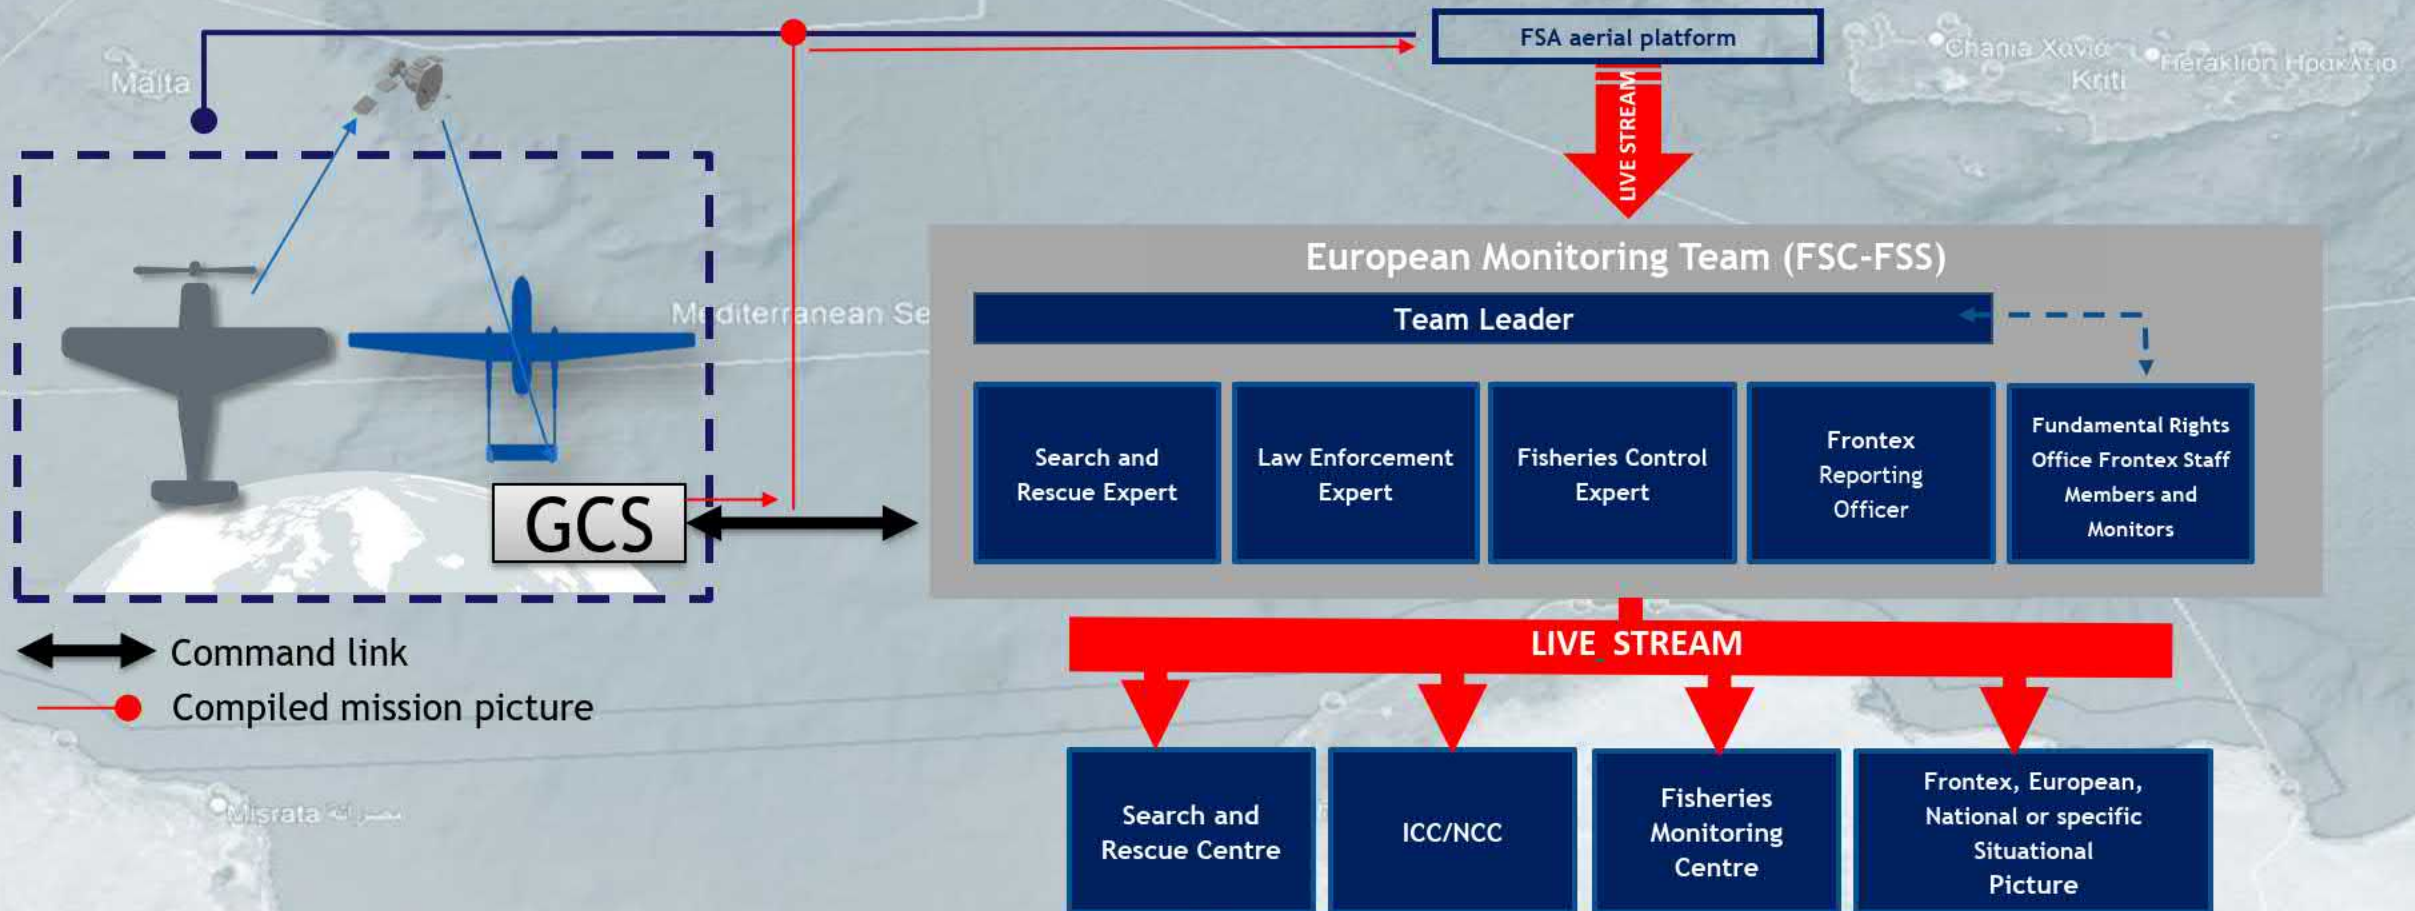 FSA aerial platform
Malta
Chania Χανιά
Heraklion Ηράκλειο
Kriti
LIVE STREAM
European Monitoring Team (FSC-FSS)
Mediterranean Se
Team Leader
Search and
Rescue Expert
Law Enforcement
Expert
Fisheries Control
Expert
Frontex
Reporting
Officer
Fundamental Rights
Office Frontex Staff
Members and
Monitors
GCS
Command link
Compiled mission picture
LIVE STREAM
Misrata مصراتة
Search and
Rescue Centre
ICC/NCC
Fisheries
Monitoring
Centre
Frontex, European,
National or specific
Situational
Picture